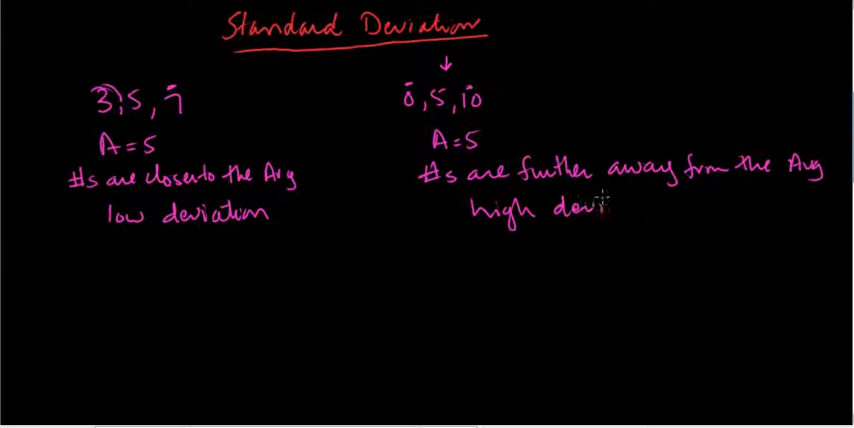 Standard Deviation
3, 5, 7
A = 5
#s are closer to the Avg
low deviation
↓
0, 5, 10
A = 5
#s are further away from the Avg
high devi